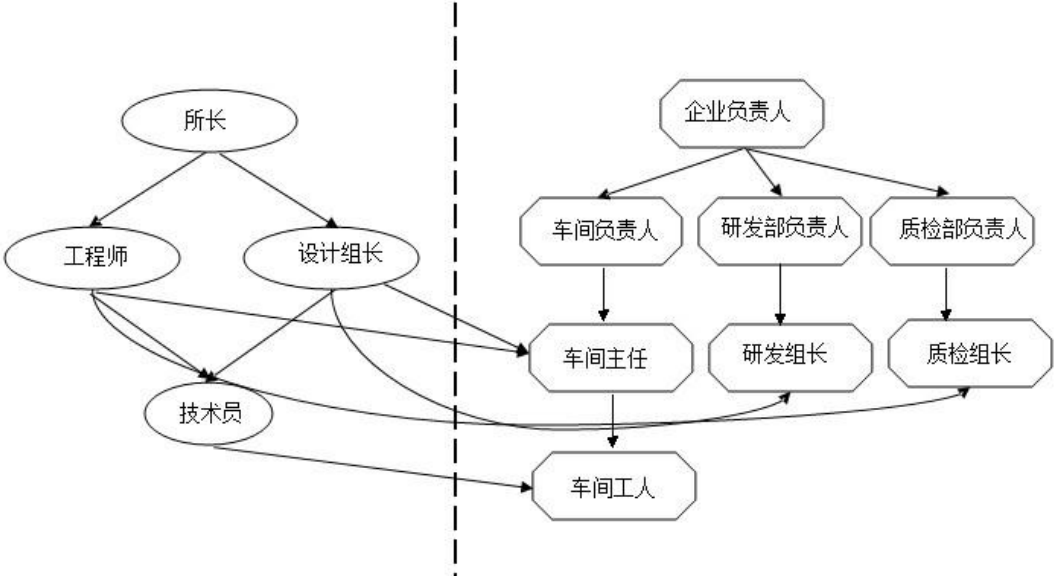 所长
企业负责人
工程师
设计组长
车间负责人
研发部负责人
质检部负责人
车间主任
研发组长
质检组长
技术员
车间工人